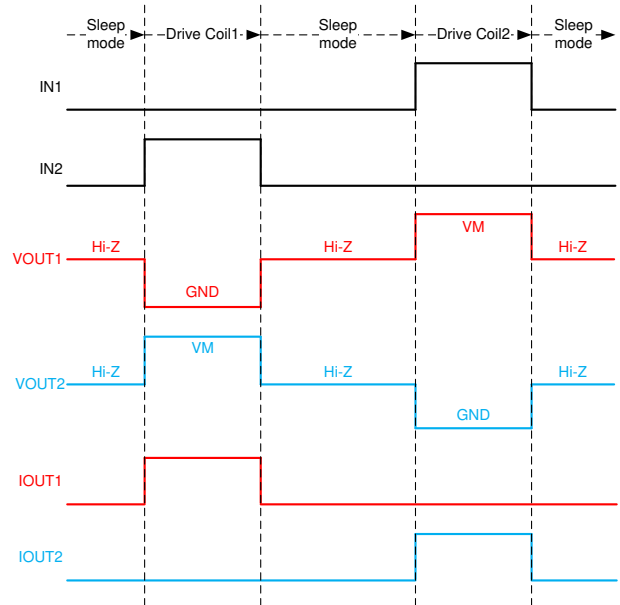 Sleep mode
Drive Coil1
Sleep mode
Drive Coil2
Sleep mode
IN1
IN2
VOUT1
Hi-Z
GND
Hi-Z
VM
Hi-Z
VOUT2
Hi-Z
VM
Hi-Z
GND
Hi-Z
IOUT1
IOUT2